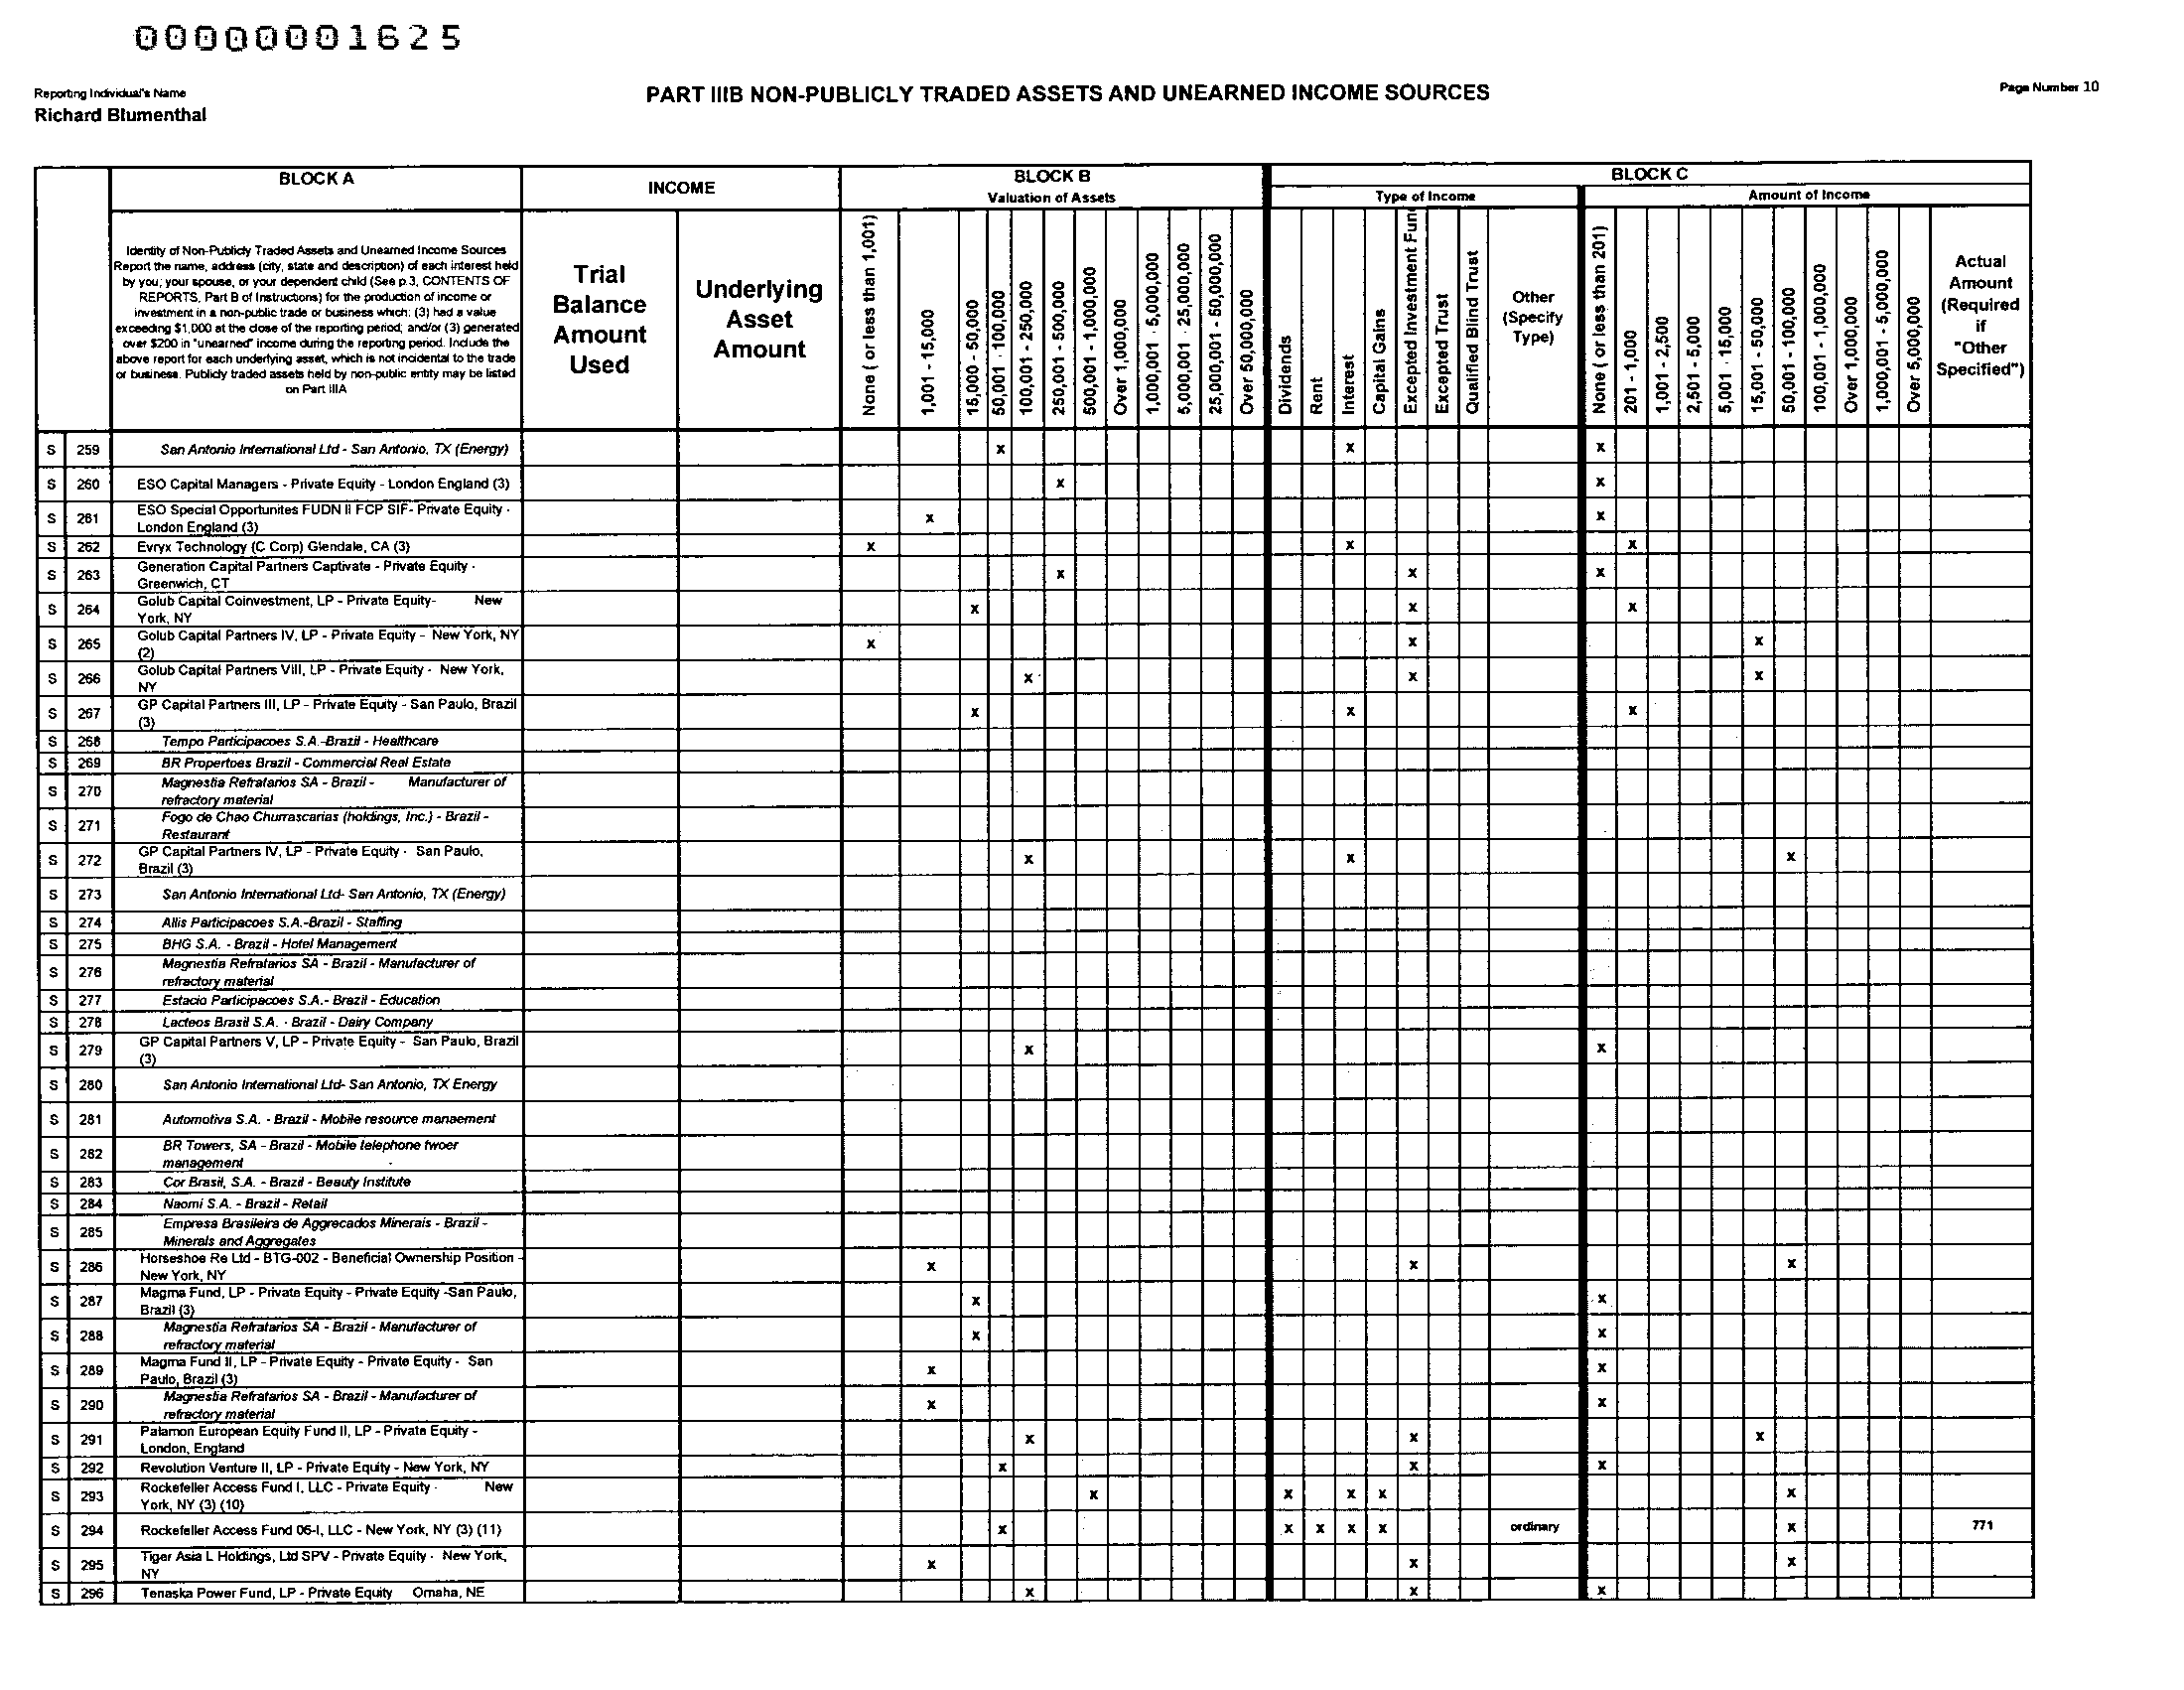 00000001625
Reporting Individual's Name
Richard Blumenthal
PART IIIB NON-PUBLICLY TRADED ASSETS AND UNEARNED INCOME SOURCES
Page Number 10
BLOCK A
INCOME
BLOCK B
Valuation of Assets
BLOCK C
Type of Income
Amount of Income
Identity of Non-Publicly Traded Assets and Unearned Income Sources
Report the name, address (city, state and description) of each interest held
by you; your spouse, or your dependent child (See p.3, CONTENTS OF
REPORTS, Part B of Instructions) for the production of income or
investment in a non-public trade or business which: (3) had a value
exceeding $1,000 at the close of the reporting period; and/or (3) generated
over $200 in "unearned" income during the reporting period. Include the
above report for each underlying asset, which is not incidental to the trade
or business. Publicly traded assets held by non-public entity may be listed
on Part IIIA
Trial
Balance
Amount
Used
Underlying
Asset
Amount
None ( or less than 1,001)
1,001 - 15,000
15,000 - 50,000
50,001 - 100,000
100,001 - 250,000
250,001 - 500,000
500,001 - 1,000,000
Over 1,000,000
1,000,001 - 5,000,000
5,000,001 - 25,000,000
25,000,001 - 50,000,000
Over 50,000,000
Dividends
Rent
Interest
Capital Gains
Excepted Investment Fund
Excepted Trust
Qualified Blind Trust
Other
(Specify
Type)
None ( or less than 201)
201 - 1,000
1,001 - 2,500
2,501 - 5,000
5,001 - 15,000
15,001 - 50,000
50,001 - 100,000
100,001 - 1,000,000
Over 1,000,000
1,000,001 - 5,000,000
Over 5,000,000
Actual
Amount
(Required
if
"Other
Specified")
S 259 San Antonio International Ltd - San Antonio, TX (Energy) x x x
S 260 ESO Capital Managers - Private Equity - London England (3) x x
S 261 ESO Special Opportunites FUDN II FCP SIF- Private Equity -
London England (3) x x
S 262 Evryx Technology (C Corp) Glendale, CA (3) x x x
S 263 Generation Capital Partners Captivate - Private Equity -
Greenwich, CT x x x
S 264 Golub Capital Coinvestment, LP - Private Equity- New
York, NY x x x
S 265 Golub Capital Partners IV, LP - Private Equity - New York, NY
(2) x x x
S 266 Golub Capital Partners VIII, LP - Private Equity - New York,
NY x x x
S 267 GP Capital Partners III, LP - Private Equity - San Paulo, Brazil
(3) x x x
S 268 Tempo Participacoes S.A.-Brazil - Healthcare
S 269 BR Propertoes Brazil - Commercial Real Estate
S 270 Magnestia Refratarios SA - Brazil - Manufacturer of
refractory material
S 271 Fogo de Chao Churrascarias (holdings, Inc.) - Brazil -
Restaurant
S 272 GP Capital Partners IV, LP - Private Equity - San Paulo,
Brazil (3) x x x
S 273 San Antonio International Ltd- San Antonio, TX (Energy)
S 274 Allis Participacoes S.A.-Brazil - Staffing
S 275 BHG S.A. - Brazil - Hotel Management
S 276 Magnestia Refratarios SA - Brazil - Manufacturer of
refractory material
S 277 Estacio Participacoes S.A.- Brazil - Education
S 278 Lacteos Brasil S.A. - Brazil - Dairy Company
S 279 GP Capital Partners V, LP - Private Equity - San Paulo, Brazil
(3) x x
S 280 San Antonio International Ltd- San Antonio, TX Energy
S 281 Automotiva S.A. - Brazil - Mobile resource manaement
S 282 BR Towers, SA - Brazil - Mobile telephone twoer
management
S 283 Cor Brasil, S.A. - Brazil - Beauty Institute
S 284 Naomi S.A. - Brazil - Retail
S 285 Empresa Brasileira de Aggrecados Minerais - Brazil -
Minerals and Aggregates
S 286 Horseshoe Re Ltd - BTG-002 - Beneficial Ownership Position -
New York, NY x x x
S 287 Magma Fund, LP - Private Equity - Private Equity -San Paulo,
Brazil (3) x x
S 288 Magnestia Refratarios SA - Brazil - Manufacturer of
refractory material x x
S 289 Magma Fund II, LP - Private Equity - Private Equity - San
Paulo, Brazil (3) x x
S 290 Magnestia Refratarios SA - Brazil - Manufacturer of
refractory material x x
S 291 Palamon European Equity Fund II, LP - Private Equity -
London, England x x x
S 292 Revolution Venture II, LP - Private Equity - New York, NY x x x
S 293 Rockefeller Access Fund I, LLC - Private Equity - New
York, NY (3) (10) x x x x x
S 294 Rockefeller Access Fund 06-I, LLC - New York, NY (3) (11) x x x x x ordinary x 771
S 295 Tiger Asia L Holdings, Ltd SPV - Private Equity - New York,
NY x x x
S 296 Tenaska Power Fund, LP - Private Equity Omaha, NE x x x